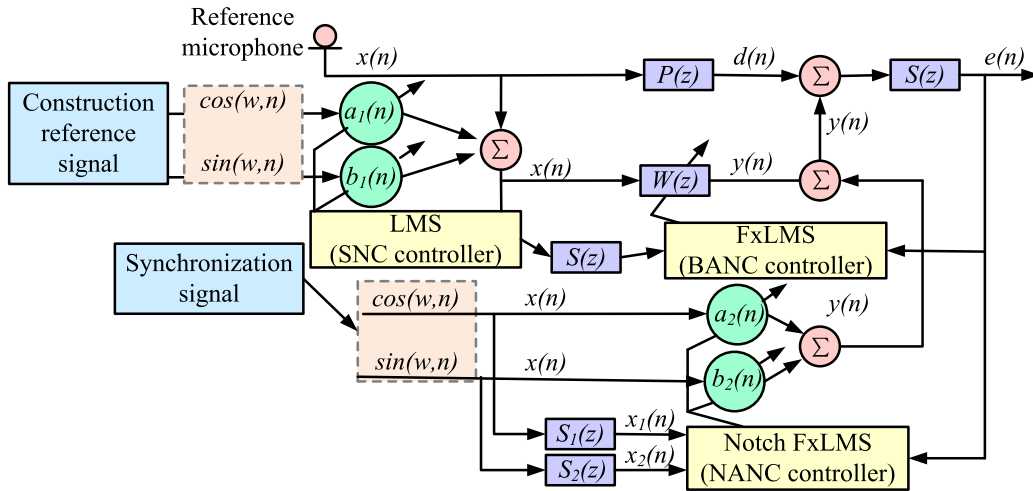 Reference
microphone
x(n)
P(z)
d(n)
Σ
S(z)
e(n)
Construction
reference
signal
cos(w,n)
sin(w,n)
a₁(n)
b₁(n)
Σ
y(n)
x(n)
W(z)
y(n)
Σ
LMS
(SNC controller)
S(z)
FxLMS
(BANC controller)
Synchronization
signal
cos(w,n)
sin(w,n)
x(n)
x(n)
a₂(n)
b₂(n)
Σ
y(n)
S₁(z)
x₁(n)
S₂(z)
x₂(n)
Notch FxLMS
(NANC controller)